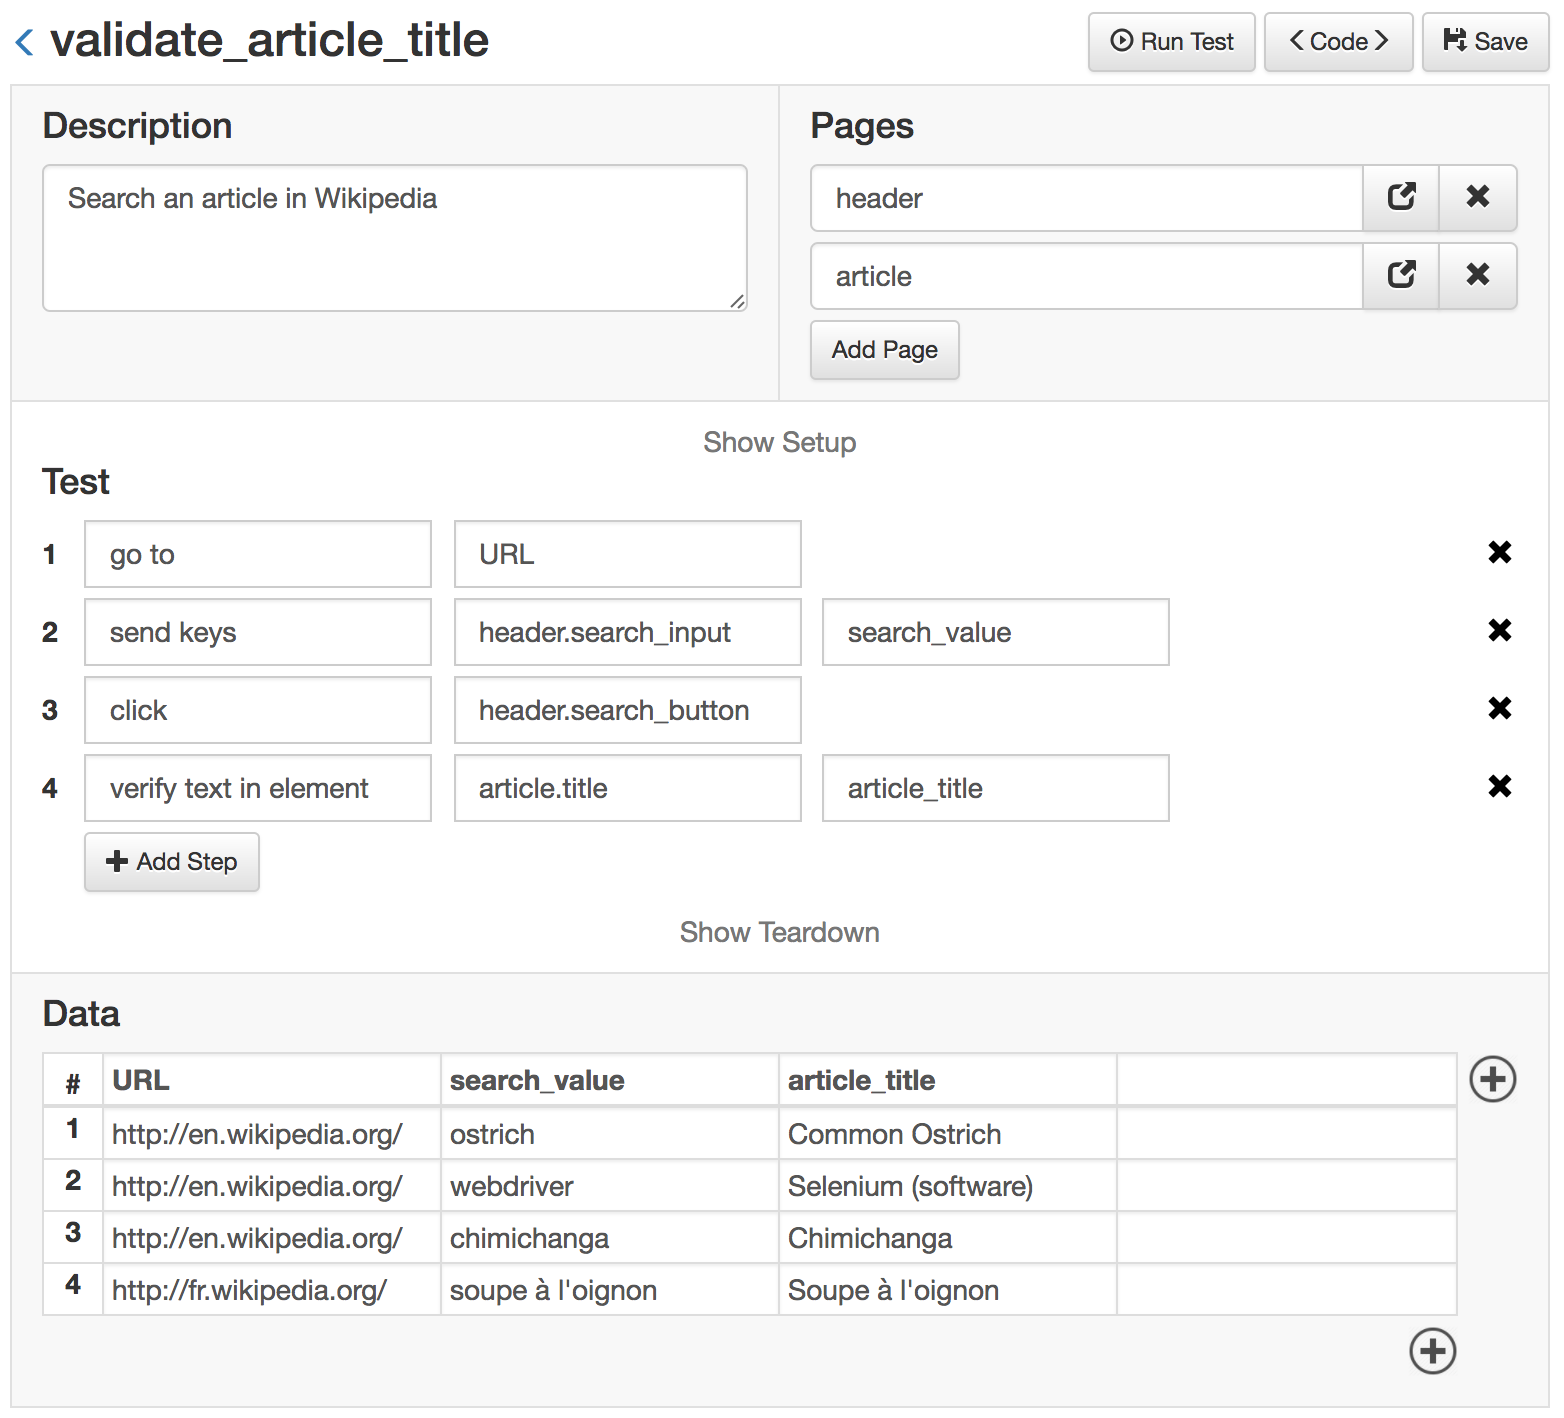 validate_article_title
Run Test
Code
Save
Description
Search an article in Wikipedia
Pages
header
article
Add Page
Show Setup
Test
1 go to URL
2 send keys header.search_input search_value
3 click header.search_button
4 verify text in element article.title article_title
Add Step
Show Teardown
Data
# URL search_value article_title
1 http://en.wikipedia.org/ ostrich Common Ostrich
2 http://en.wikipedia.org/ webdriver Selenium (software)
3 http://en.wikipedia.org/ chimichanga Chimichanga
4 http://fr.wikipedia.org/ soupe à l'oignon Soupe à l'oignon